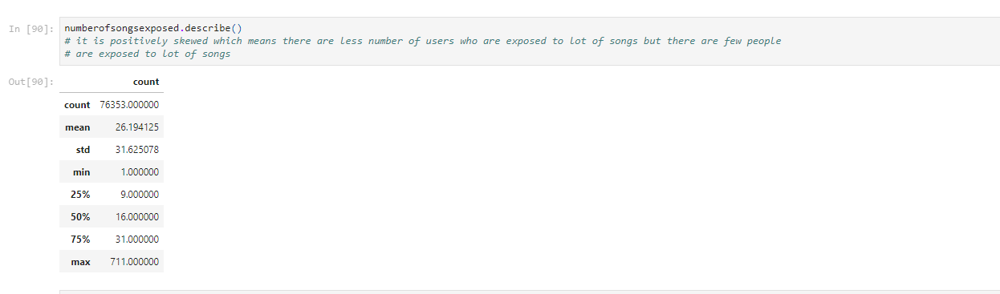 In [90]: numberofsongsexposed.describe()
# it is positively skewed which means there are less number of users who are exposed to lot of songs but there are few people
# are exposed to lot of songs
Out[90]:
count
count 76353.000000
mean 26.194125
std 31.625078
min 1.000000
25% 9.000000
50% 16.000000
75% 31.000000
max 711.000000